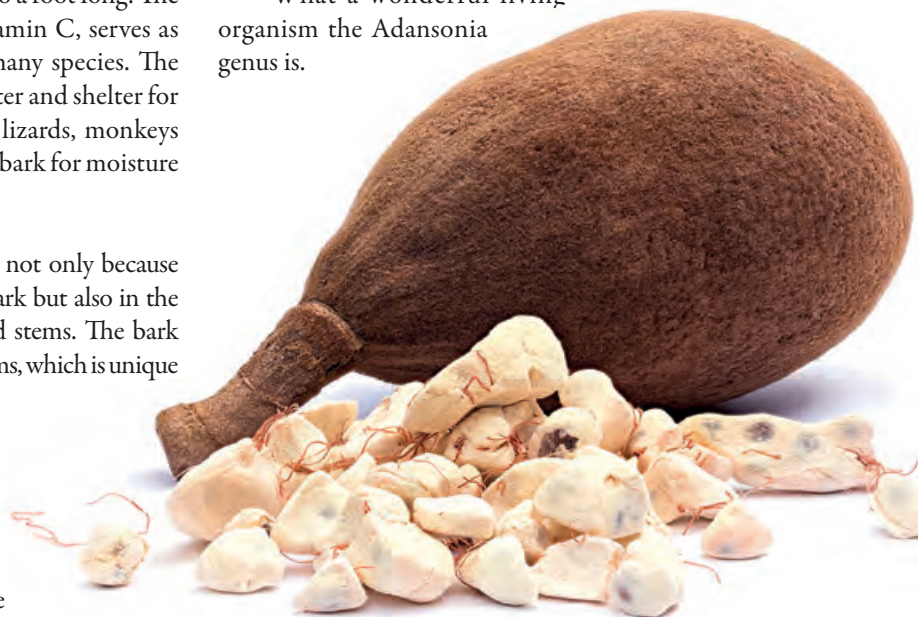 a foot long. The
amin C, serves as
many species. The
ter and shelter for
lizards, monkeys
bark for moisture
not only because
ark but also in the
d stems. The bark
ns, which is unique
e
What a wonderful living
organism the Adansonia
genus is.